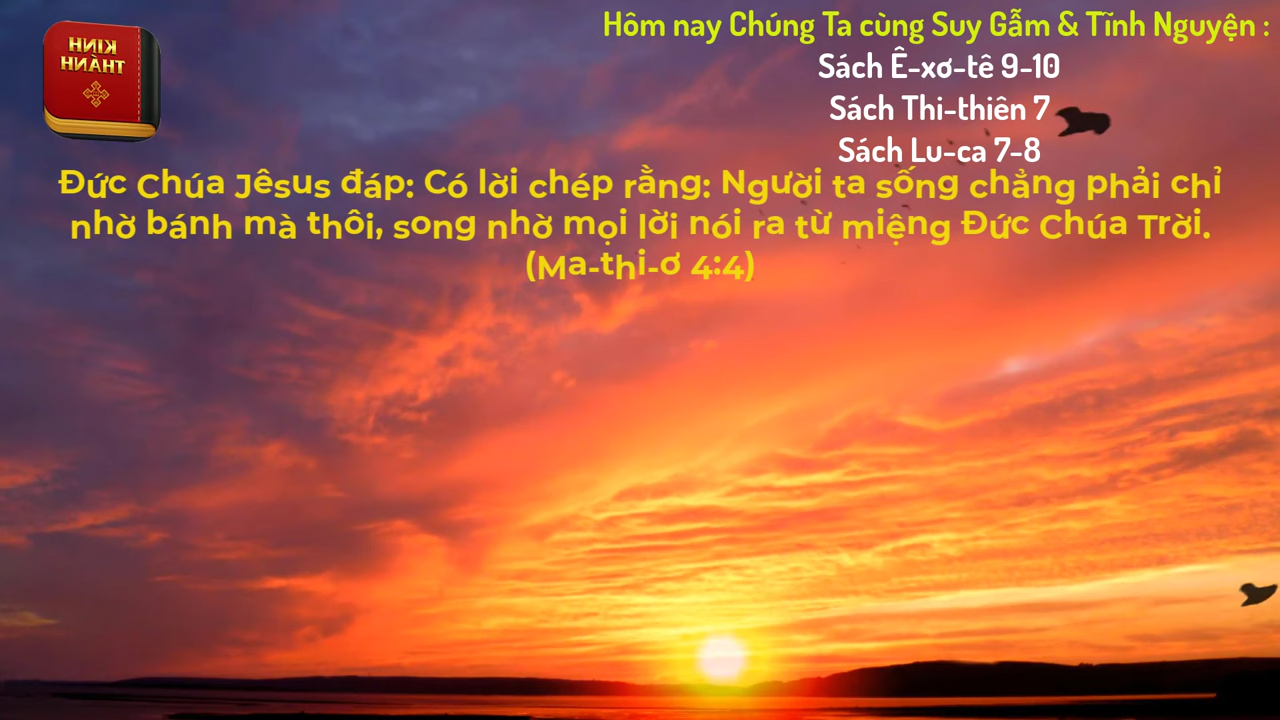 KINH
THÁNH
Hôm nay Chúng Ta cùng Suy Gẫm & Tĩnh Nguyện :
Sách Ê-xơ-tê 9-10
Sách Thi-thiên 7
Sách Lu-ca 7-8
Đức Chúa Jêsus đáp: Có lời chép rằng: Người ta sống chẳng phải chỉ
nhờ bánh mà thôi, song nhờ mọi lời nói ra từ miệng Đức Chúa Trời.
(Ma-thi-ơ 4:4)